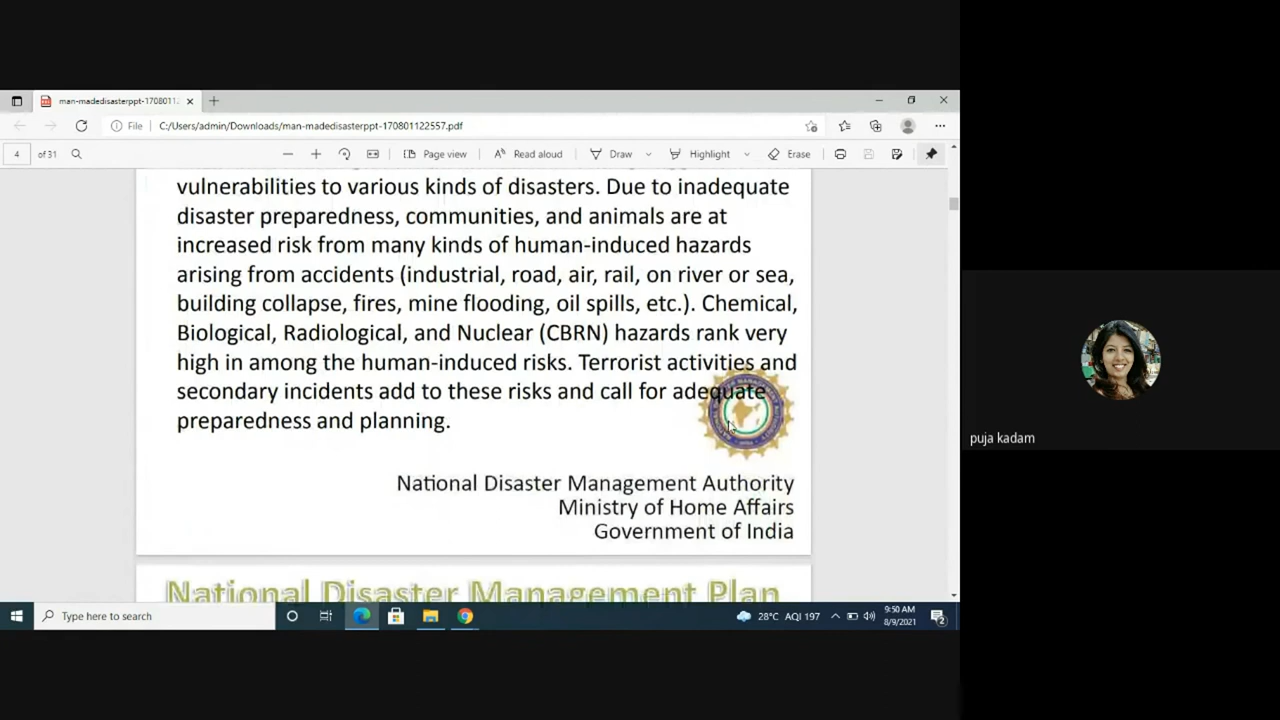 man-madedisasterppt-1708011.
File
C:/Users/admin/Downloads/man-madedisasterppt-170801122557.pdf
4 of 31
Page view
Read aloud
Draw
Highlight
Erase
vulnerabilities to various kinds of disasters. Due to inadequate
disaster preparedness, communities, and animals are at
increased risk from many kinds of human-induced hazards
arising from accidents (industrial, road, air, rail, on river or sea,
building collapse, fires, mine flooding, oil spills, etc.). Chemical,
Biological, Radiological, and Nuclear (CBRN) hazards rank very
high in among the human-induced risks. Terrorist activities and
secondary incidents add to these risks and call for adequate
preparedness and planning.
National Disaster Management Authority
Ministry of Home Affairs
Government of India
National Disaster Management Plan
puja kadam
Type here to search
28°C AQI 197
9:50 AM
8/9/2021
2